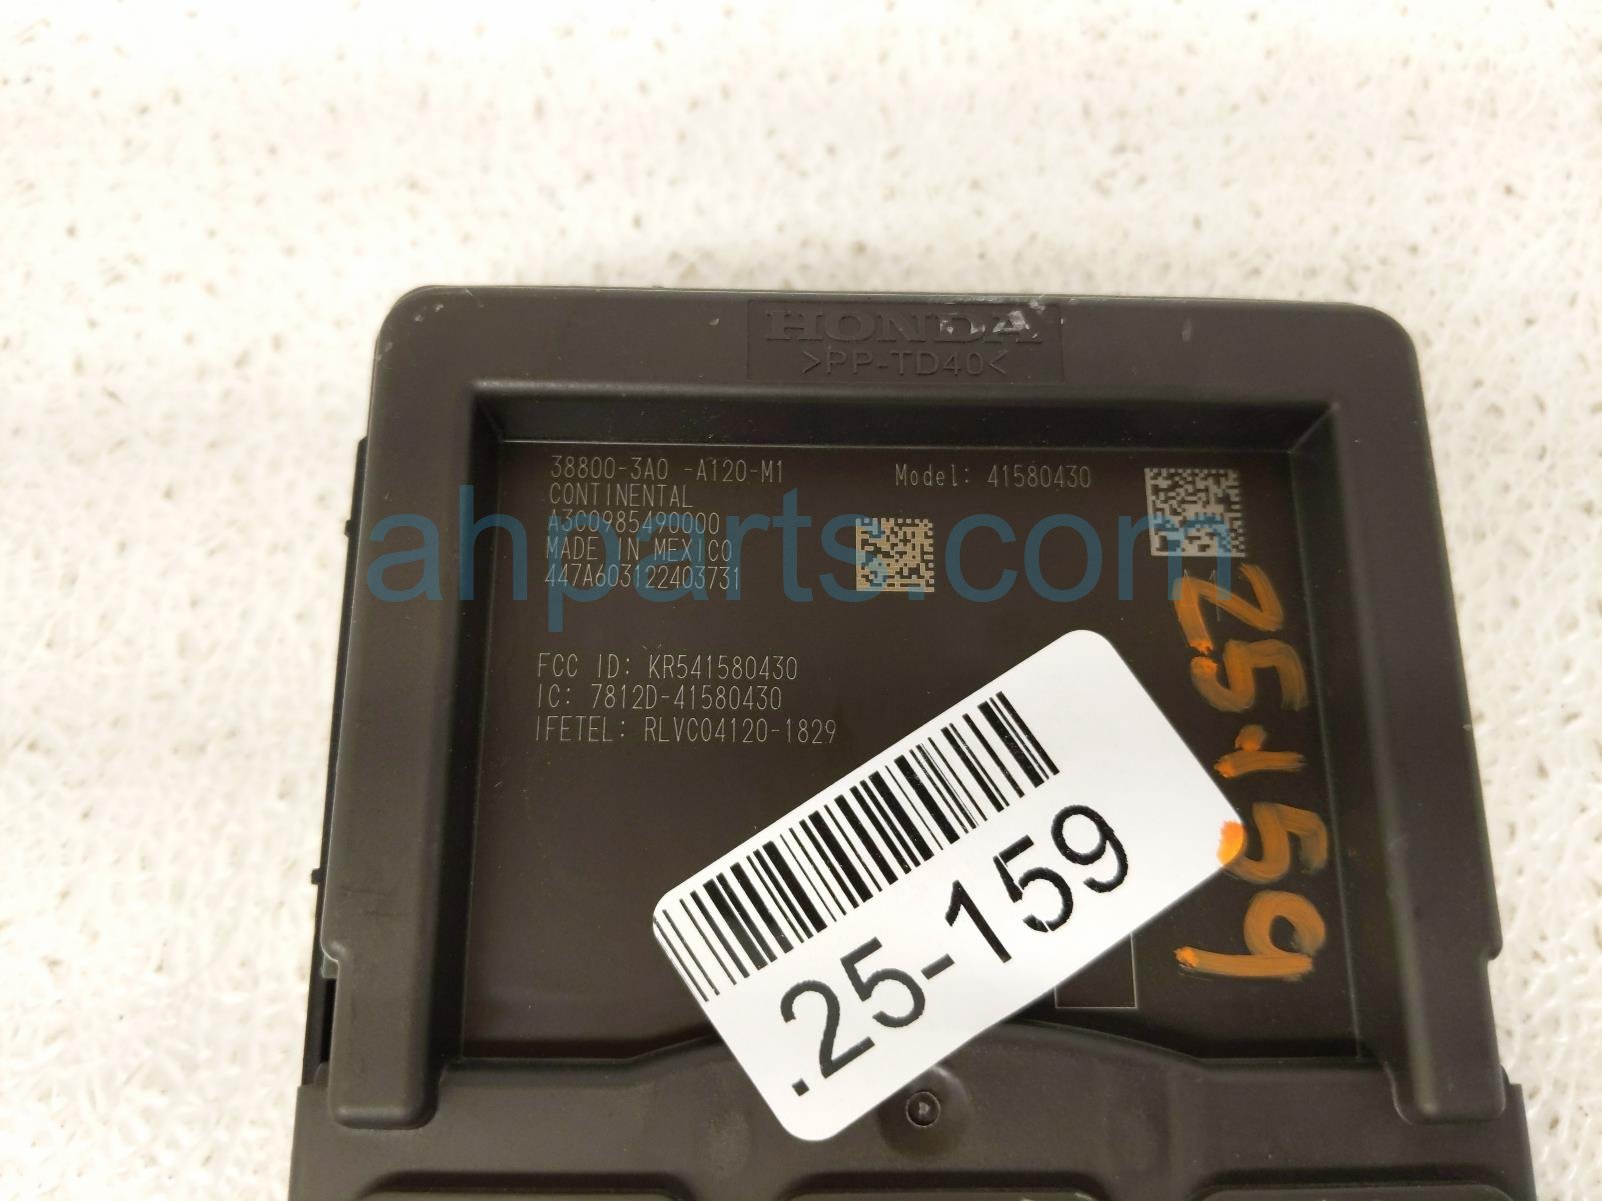 HONDA
>PP-TD40<
38800-3A0 -A120-M1
CONTINENTAL
A3C0985490000
MADE IN MEXICO
447A603122403731
Model: 41580430
FCC ID: KR541580430
IC: 7812D-41580430
IFETEL: RLVC04120-1829
ahparts.com
.25-159
25.159